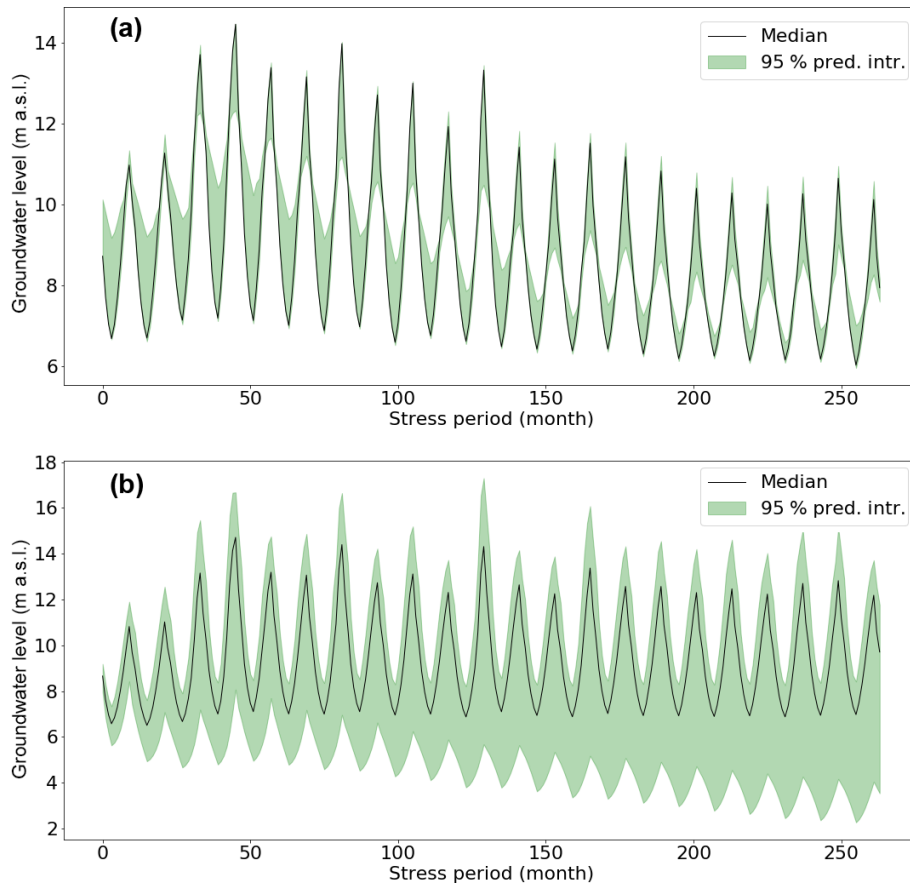 (a)
Median
95 % pred. intr.
Groundwater level (m a.s.l.)
14
12
10
8
6
0
50
100
150
200
250
Stress period (month)
(b)
Median
95 % pred. intr.
Groundwater level (m a.s.l.)
18
16
14
12
10
8
6
4
2
0
50
100
150
200
250
Stress period (month)